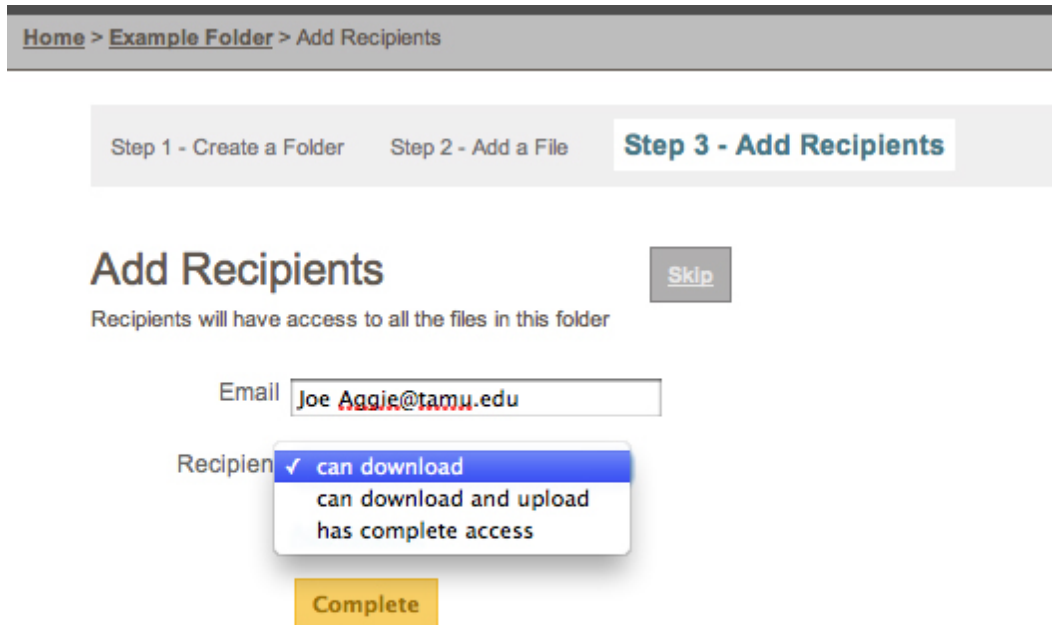 Home > Example Folder > Add Recipients
Step 1 - Create a Folder Step 2 - Add a File Step 3 - Add Recipients
Add Recipients
Skip
Recipients will have access to all the files in this folder
Email Joe Aggie@tamu.edu
Recipien ✓ can download
can download and upload
has complete access
Complete